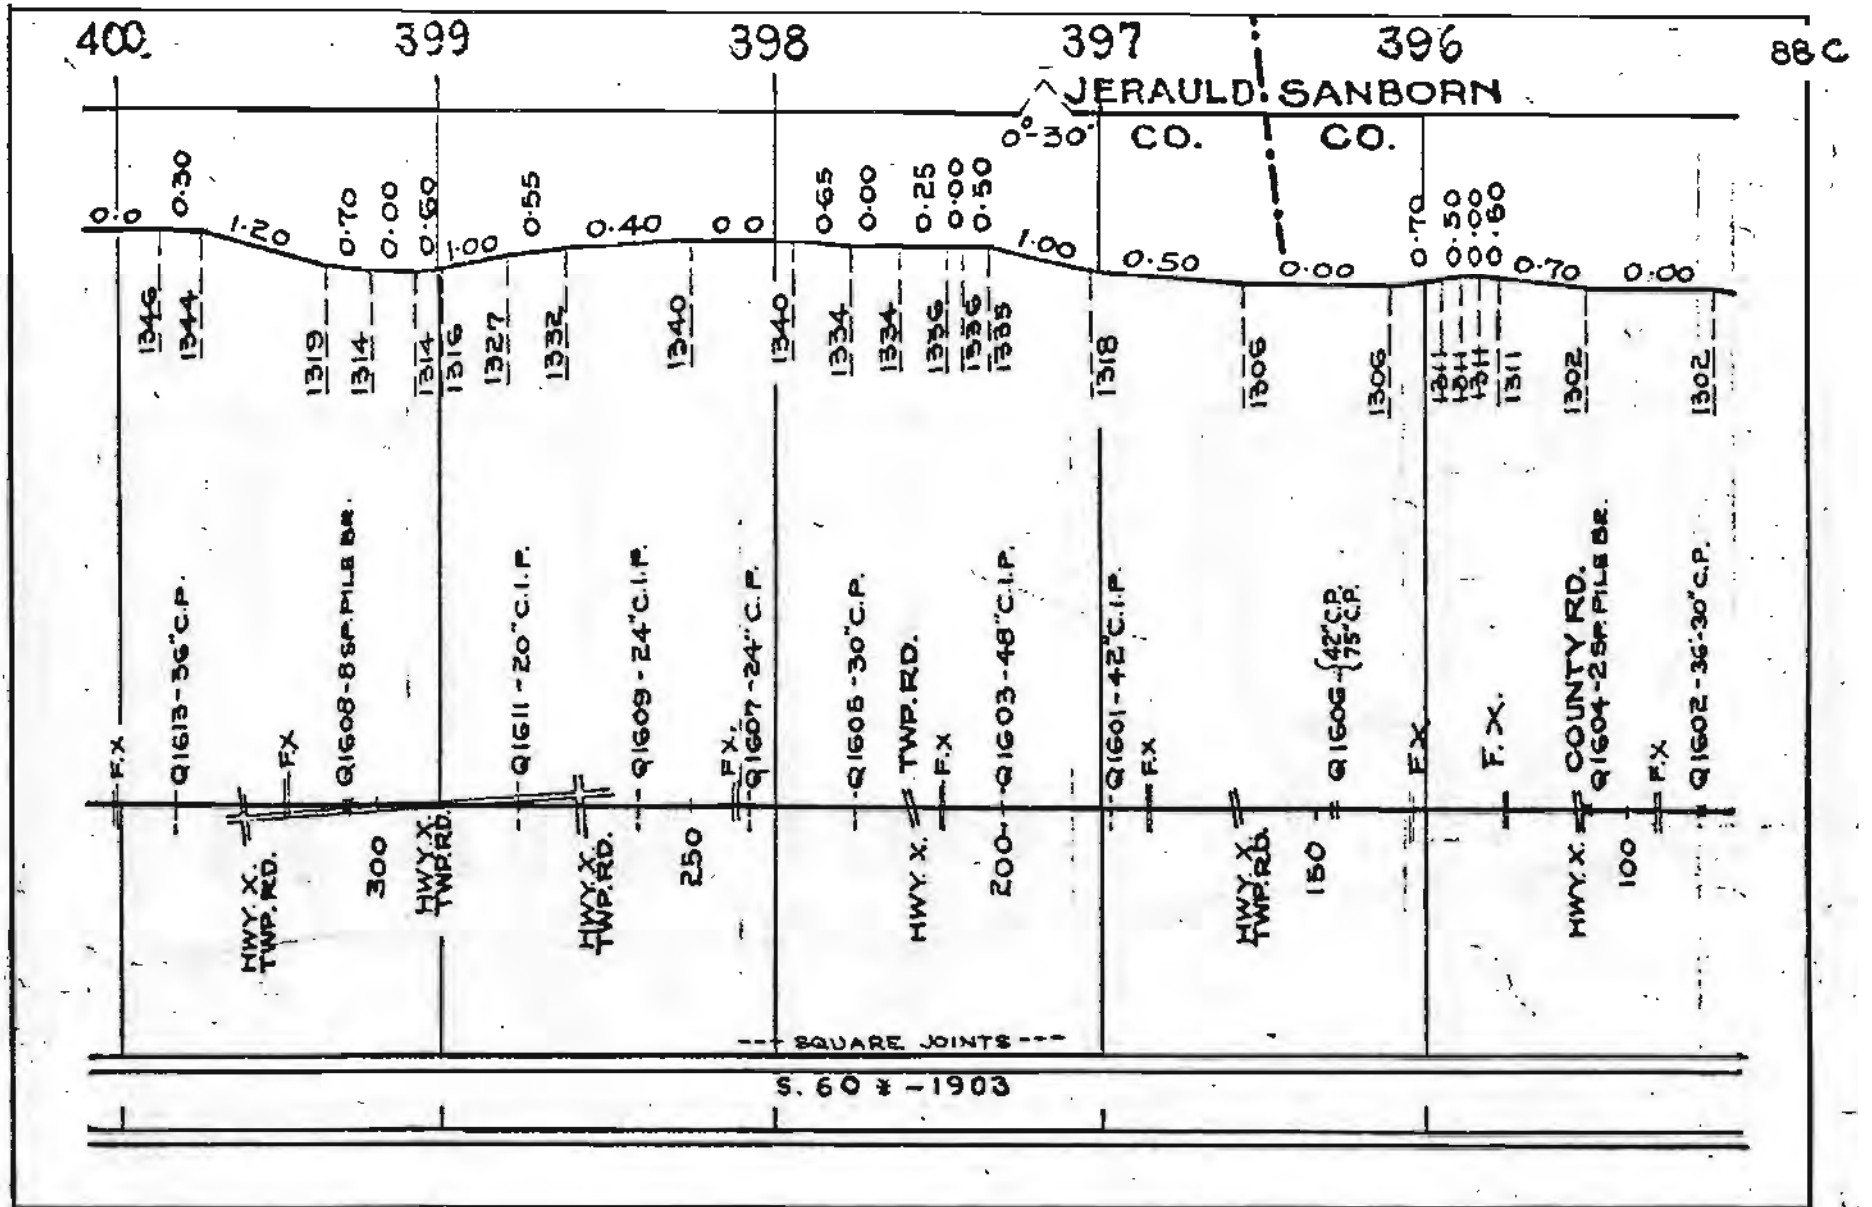 400 399 398 397 396 88C
JERAULD SANBORN
0°-30' CO. CO.
0.0 0.30 1.20 0.70 0.00 0.60 1.00 0.55 0.40 0 0 0.65 0.00 0.25 0.00 0.50 1.00 0.50 0.00 0.70 0.50 0.00 0.50 0.70 0.00
1346 1344 1319 1314 1314 1316 1327 1332 1340 1340 1334 1334 1336 1336 1335 1318 1306 1306 1311 1311 1311 1311 1302 1302
F.X
Q1613-36"C.P.
F.X
Q1608-8 SP. PILE BR.
Q1611-20"C.I.P.
Q1609-24"C.I.P.
F.X.
Q1607-24"C.P.
Q1605-30"C.P.
TWP. RD.
F.X
Q1603-48"C.I.P.
Q1601-42"C.I.P.
F.X
Q1606-{42"C.P.
{75"C.P.
F.X
F.X.
COUNTY RD.
Q1604-2 SP. PILE BR.
F.X
Q1602-36"-30"C.P.
HWY. X.
TWP. RD.
300
HWY. X.
TWP. RD.
HWY. X.
TWP. RD.
250
HWY. X.
200
HWY. X.
TWP. RD.
150
HWY. X.
100
--- SQUARE JOINTS ---
S. 60 # -1903